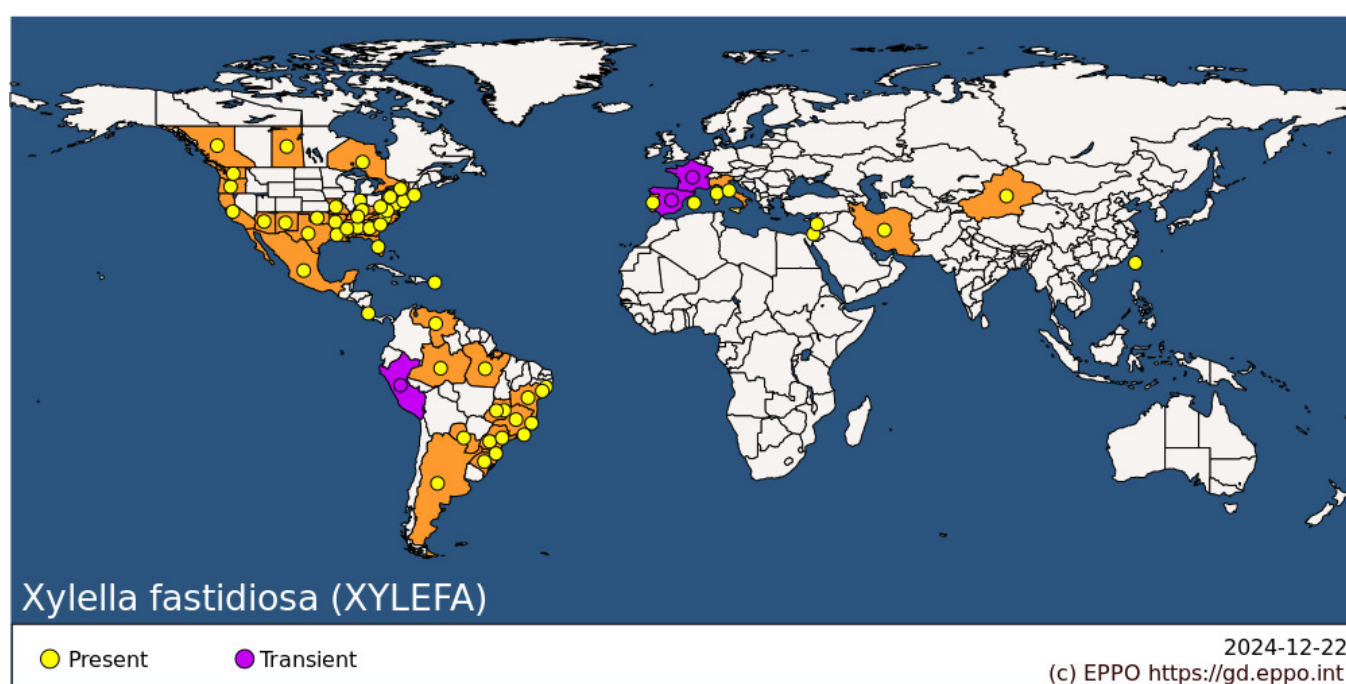 Xylella fastidiosa (XYLEFA)
Present
Transient
2024-12-22
(c) EPPO https://gd.eppo.int